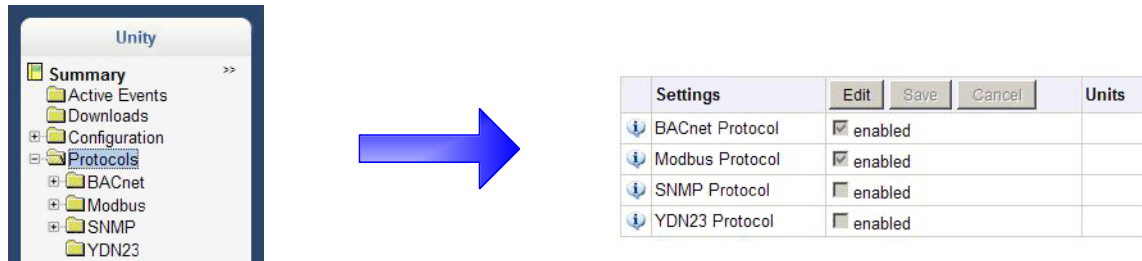 Unity
Summary >>
Active Events
Downloads
Configuration
Protocols
BACnet
Modbus
SNMP
YDN23
Settings Edit Save Cancel Units
BACnet Protocol enabled
Modbus Protocol enabled
SNMP Protocol enabled
YDN23 Protocol enabled